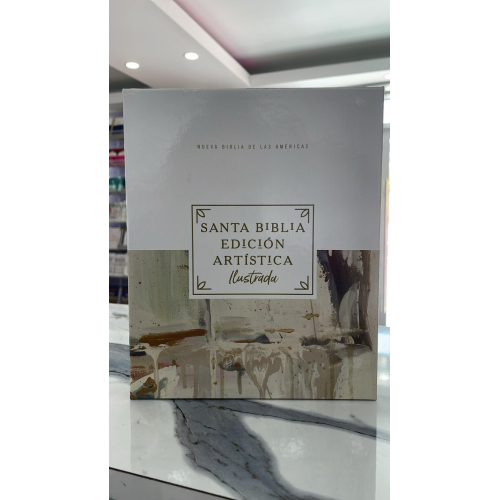 NUEVA BIBLIA DE LAS AMÉRICAS
SANTA BIBLIA
EDICIÓN
ARTÍSTICA
Ilustrada